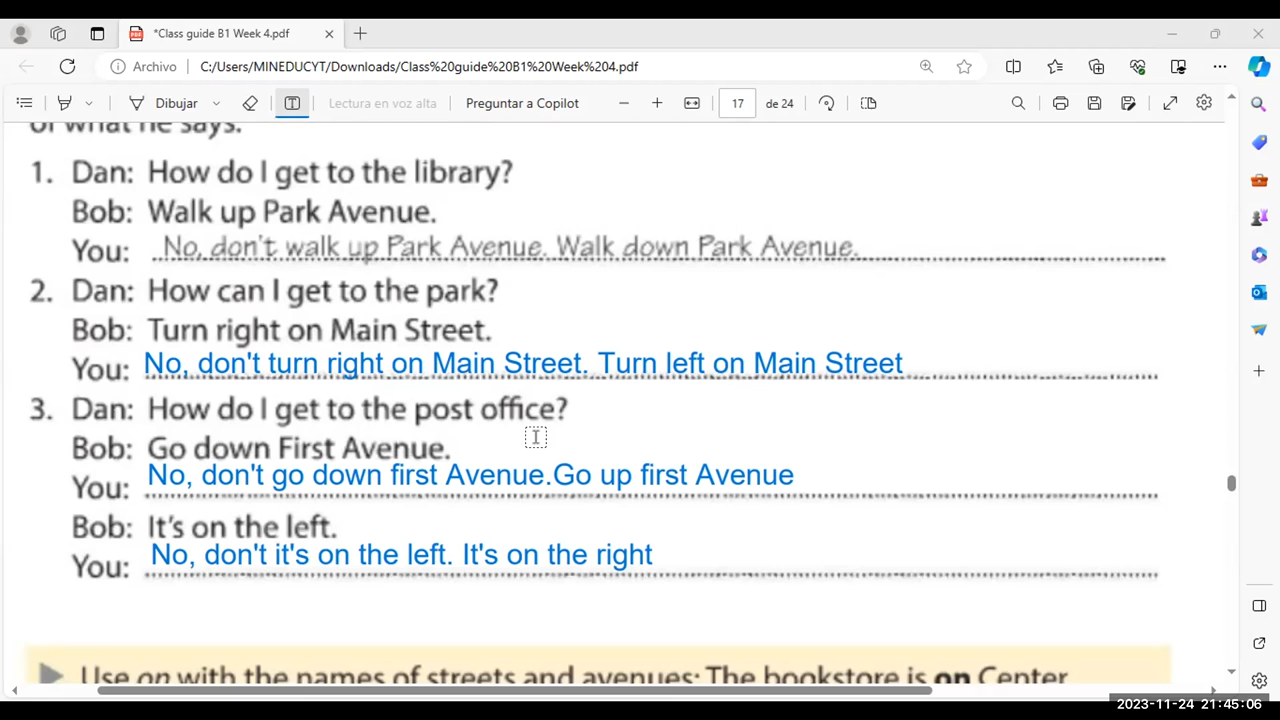 *Class guide B1 Week 4.pdf
Archivo C:/Users/MINEDUCYT/Downloads/Class%20guide%20B1%20Week%204.pdf
Dibujar Lectura en voz alta Preguntar a Copilot 17 de 24
of what he says.
1. Dan: How do I get to the library?
Bob: Walk up Park Avenue.
You: No, don't walk up Park Avenue. Walk down Park Avenue.
2. Dan: How can I get to the park?
Bob: Turn right on Main Street.
You: No, don't turn right on Main Street. Turn left on Main Street
3. Dan: How do I get to the post office?
Bob: Go down First Avenue.
You: No, don't go down first Avenue.Go up first Avenue
Bob: It's on the left.
You: No, don't it's on the left. It's on the right
Use on with the names of streets and avenues: The bookstore is on Center
2023-11-24 21:45:06